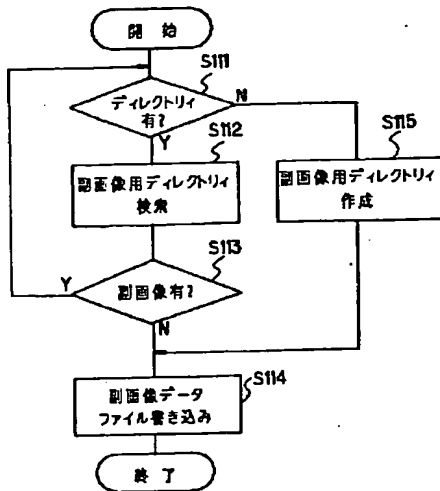 開始
S111
ディレクトリィ
有?
N
Y
S112
副画像用ディレクトリィ
検索
S115
副画像用ディレクトリィ
作成
S113
副画像有?
Y
N
S114
副画像データ
ファイル書き込み
終了